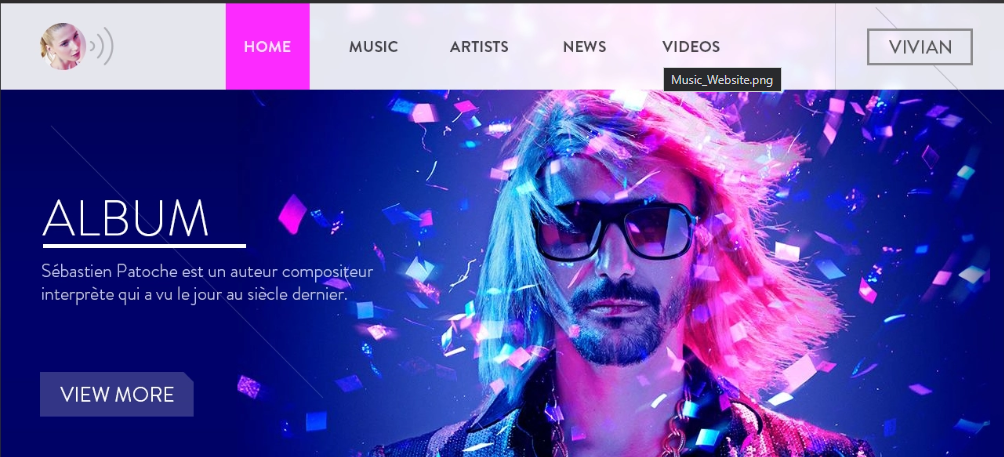 HOME
MUSIC
ARTISTS
NEWS
VIDEOS
VIVIAN
Music_Website.png
ALBUM
Sébastien Patoche est un auteur compositeur
interprète qui a vu le jour au siècle dernier.
VIEW MORE